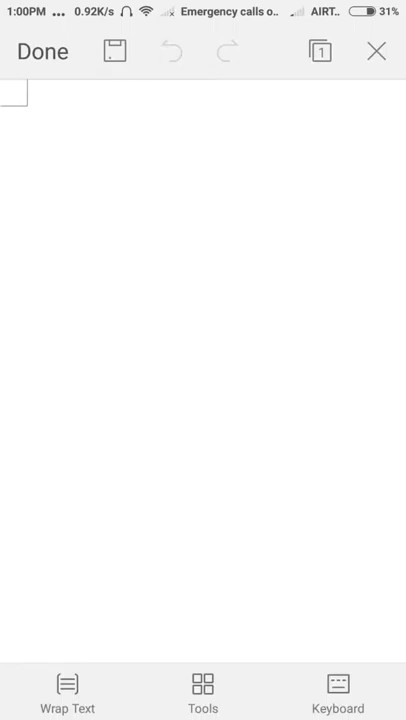 1:00PM ... 0.92K/s Emergency calls o.. AIRT.. 31%
Done 1
Wrap Text Tools Keyboard